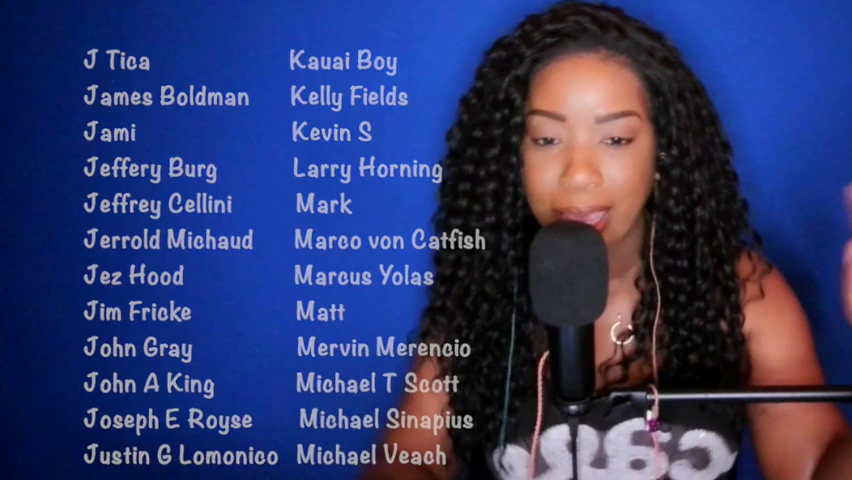 J Tica Kauai Boy
James Boldman Kelly Fields
Jami Kevin S
Jeffery Burg Larry Horning
Jeffrey Cellini Mark
Jerrold Michaud Marco von Catfish
Jez Hood Marcus Yolas
Jim Fricke Matt
John Gray Mervin Merencio
John A King Michael T Scott
Joseph E Royse Michael Sinapius
Justin G Lomonico Michael Veach